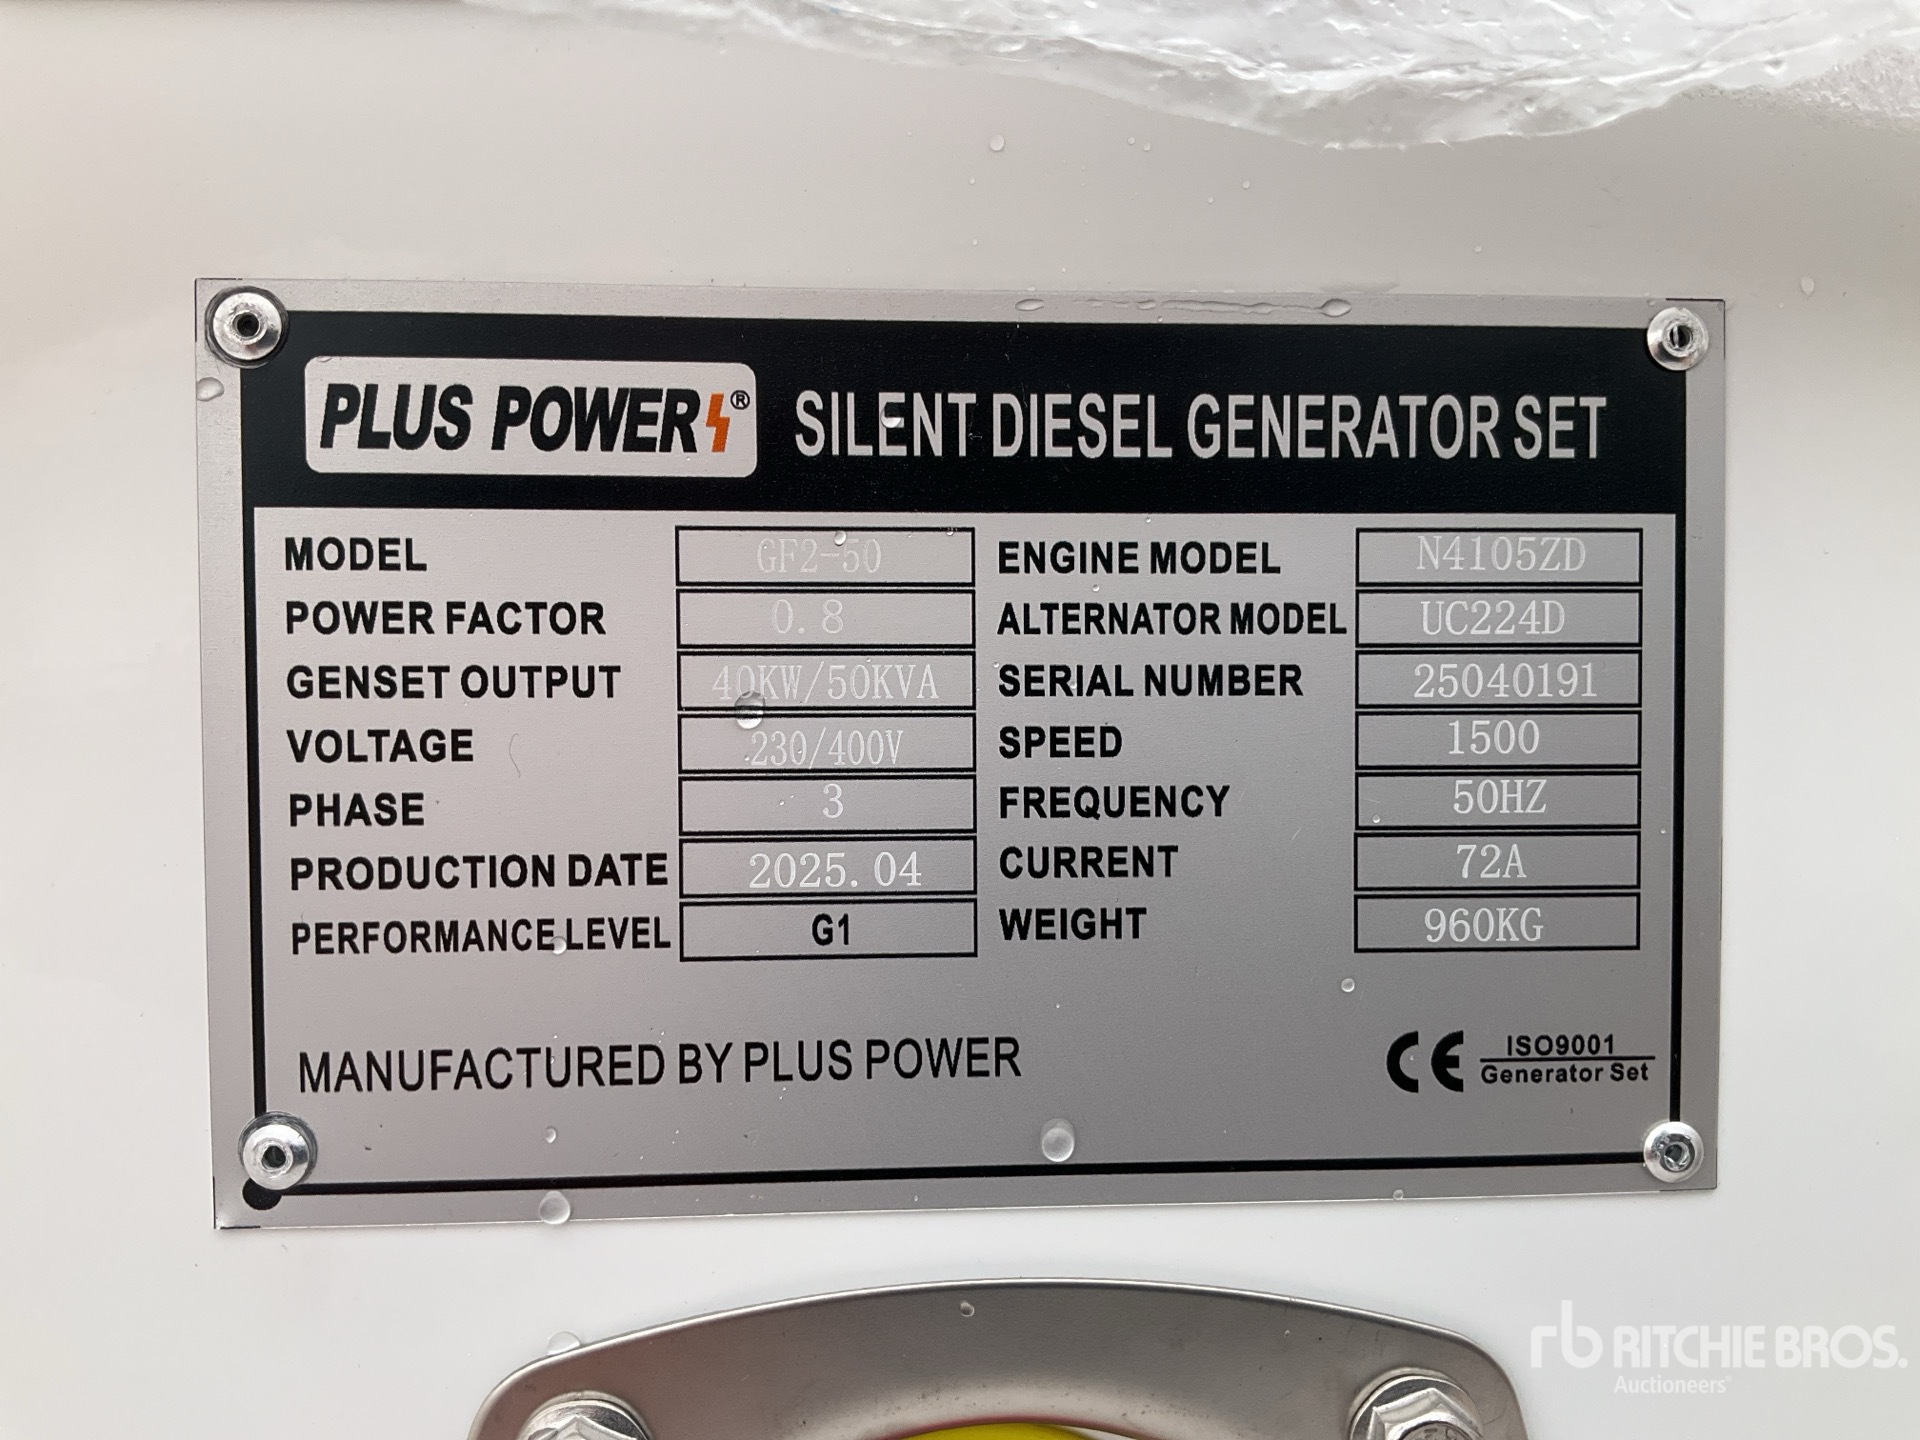 PLUS POWER® SILENT DIESEL GENERATOR SET
MODEL GF2-50 ENGINE MODEL N4105ZD
POWER FACTOR 0.8 ALTERNATOR MODEL UC224D
GENSET OUTPUT 40KW/50KVA SERIAL NUMBER 25040191
VOLTAGE 230/400V SPEED 1500
PHASE 3 FREQUENCY 50HZ
PRODUCTION DATE 2025.04 CURRENT 72A
PERFORMANCE LEVEL G1 WEIGHT 960KG
MANUFACTURED BY PLUS POWER CE ISO9001
Generator Set
rb RITCHIE BROS.
Auctioneers